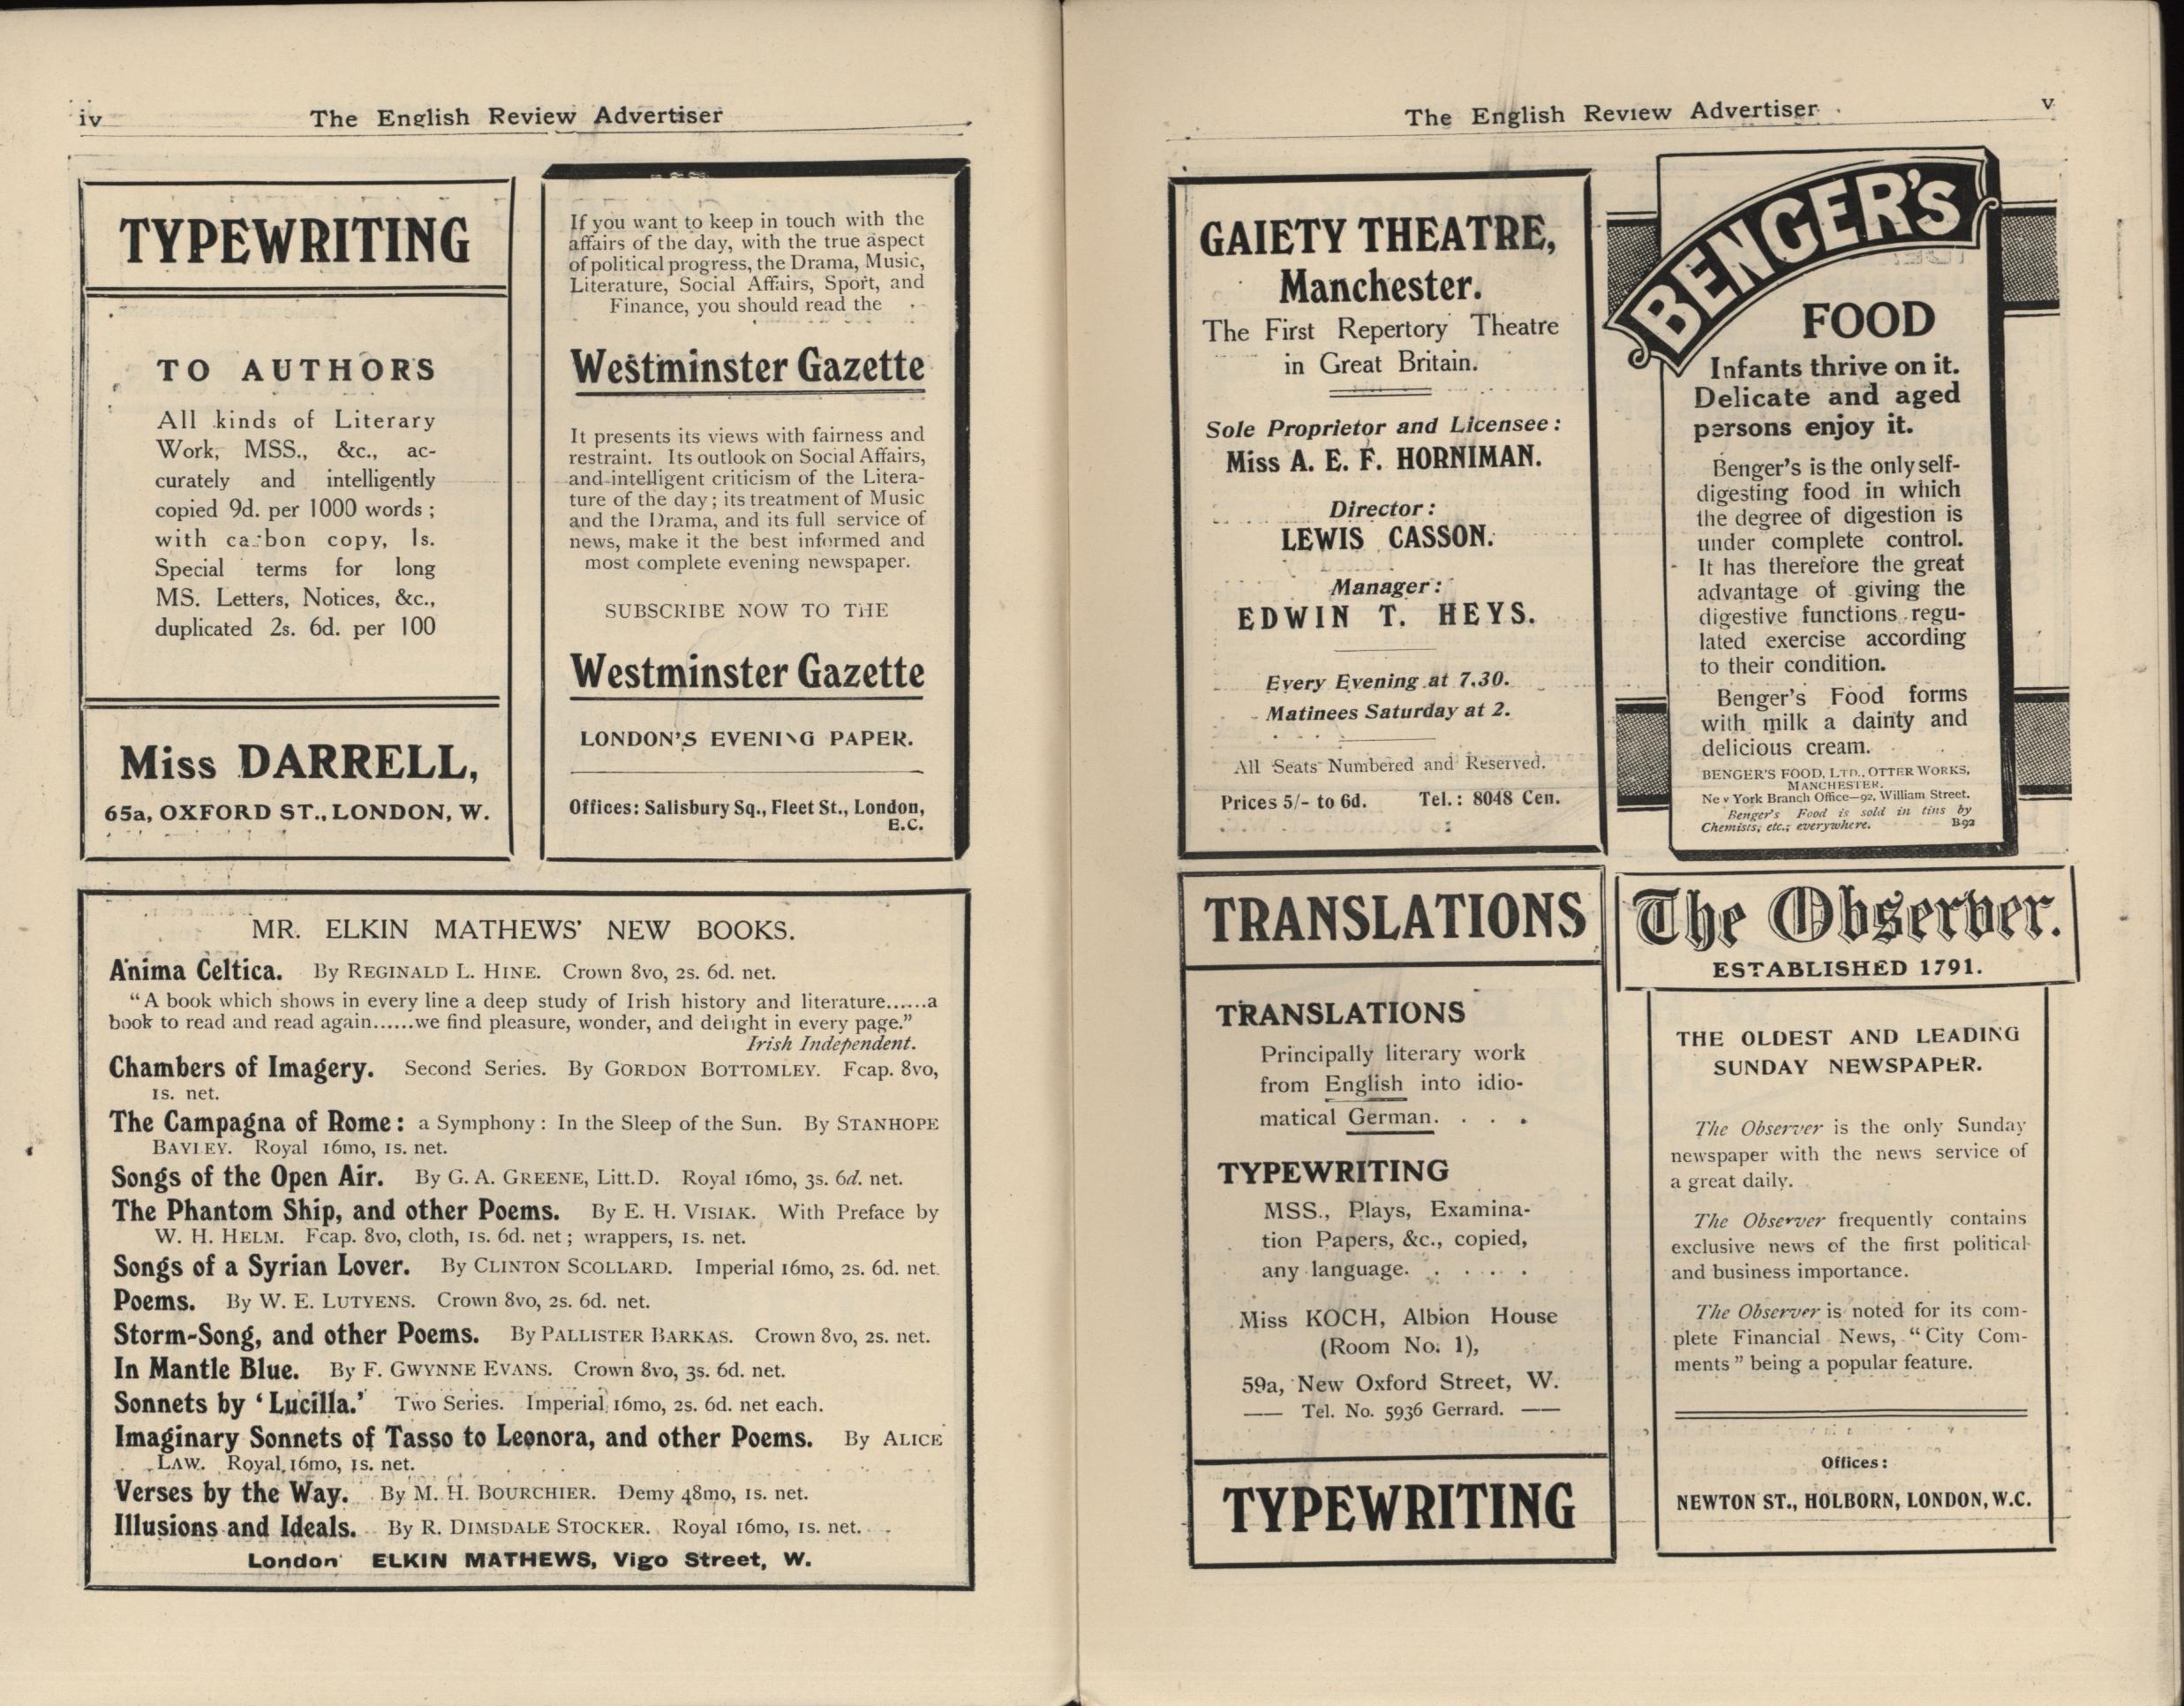 iv The English Review Advertiser
TYPEWRITING
TO AUTHORS
All kinds of Literary
Work, MSS., &c., ac-
curately and intelligently
copied 9d. per 1000 words ;
with carbon copy, 1s.
Special terms for long
MS. Letters, Notices, &c.,
duplicated 2s. 6d. per 100
Miss DARRELL,
65a, OXFORD ST., LONDON, W.
If you want to keep in touch with the
affairs of the day, with the true aspect
of political progress, the Drama, Music,
Literature, Social Affairs, Sport, and
Finance, you should read the
Westminster Gazette
It presents its views with fairness and
restraint. Its outlook on Social Affairs,
and intelligent criticism of the Litera-
ture of the day ; its treatment of Music
and the Drama, and its full service of
news, make it the best informed and
most complete evening newspaper.
SUBSCRIBE NOW TO THE
Westminster Gazette
LONDON'S EVENING PAPER.
Offices: Salisbury Sq., Fleet St., London,
E.C.
MR. ELKIN MATHEWS' NEW BOOKS.
Anima Celtica. By REGINALD L. HINE. Crown 8vo, 2s. 6d. net.
“A book which shows in every line a deep study of Irish history and literature......a
book to read and read again......we find pleasure, wonder, and delight in every page.”
Irish Independent.
Chambers of Imagery. Second Series. By GORDON BOTTOMLEY. Fcap. 8vo,
1s. net.
The Campagna of Rome : a Symphony : In the Sleep of the Sun. By STANHOPE
BAYLEY. Royal 16mo, 1s. net.
Songs of the Open Air. By G. A. GREENE, Litt.D. Royal 16mo, 3s. 6d. net.
The Phantom Ship, and other Poems. By E. H. VISIAK. With Preface by
W. H. HELM. Fcap. 8vo, cloth, 1s. 6d. net ; wrappers, 1s. net.
Songs of a Syrian Lover. By CLINTON SCOLLARD. Imperial 16mo, 2s. 6d. net.
Poems. By W. E. LUTYENS. Crown 8vo, 2s. 6d. net.
Storm-Song, and other Poems. By PALLISTER BARKAS. Crown 8vo, 2s. net.
In Mantle Blue. By F. GWYNNE EVANS. Crown 8vo, 3s. 6d. net.
Sonnets by ‘Lucilla.’ Two Series. Imperial 16mo, 2s. 6d. net each.
Imaginary Sonnets of Tasso to Leonora, and other Poems. By ALICE
LAW. Royal 16mo, 1s. net.
Verses by the Way. By M. H. BOURCHIER. Demy 48mo, 1s. net.
Illusions and Ideals. By R. DIMSDALE STOCKER. Royal 16mo, 1s. net.
London ELKIN MATHEWS, Vigo Street, W.
The English Review Advertiser v
GAIETY THEATRE,
Manchester.
The First Repertory Theatre
in Great Britain.
Sole Proprietor and Licensee :
Miss A. E. F. HORNIMAN.
Director :
LEWIS CASSON.
Manager :
EDWIN T. HEYS.
Every Evening at 7.30.
Matinees Saturday at 2.
All Seats Numbered and Reserved.
Prices 5/- to 6d. Tel. : 8048 Cen.
BENGER'S
FOOD
Infants thrive on it.
Delicate and aged
persons enjoy it.
Benger's is the only self-
digesting food in which
the degree of digestion is
under complete control.
It has therefore the great
advantage of giving the
digestive functions regu-
lated exercise according
to their condition.
Benger's Food forms
with milk a dainty and
delicious cream.
BENGER'S FOOD, LTD., OTTER WORKS,
MANCHESTER.
New York Branch Office—92, William Street.
Benger's Food is sold in tins by
Chemists, etc., everywhere. B92
TRANSLATIONS
TRANSLATIONS
Principally literary work
from English into idio-
matical German. . . .
TYPEWRITING
MSS., Plays, Examina-
tion Papers, &c., copied,
any language. . . . . .
Miss KOCH, Albion House
(Room No. 1),
59a, New Oxford Street, W.
— Tel. No. 5936 Gerrard. —
TYPEWRITING
The Observer.
ESTABLISHED 1791.
THE OLDEST AND LEADING
SUNDAY NEWSPAPER.
The Observer is the only Sunday
newspaper with the news service of
a great daily.
The Observer frequently contains
exclusive news of the first political
and business importance.
The Observer is noted for its com-
plete Financial News, “City Com-
ments” being a popular feature.
Offices :
NEWTON ST., HOLBORN, LONDON, W.C.